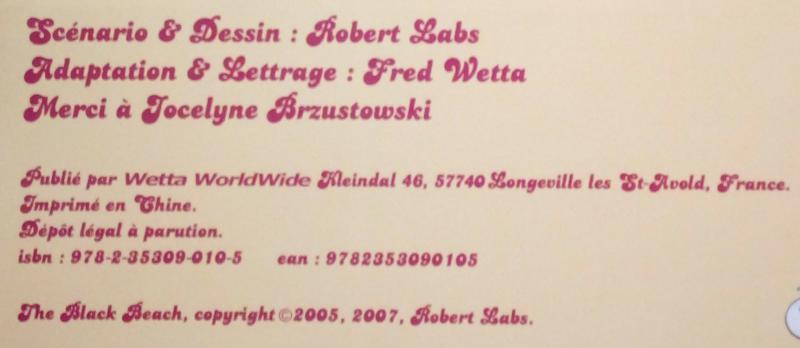 Scénario & Dessin : Robert Labs
Adaptation & Lettrage : Fred Wetta
Merci à Jocelyne Brzustowski
Publié par Wetta WorldWide Kleindal 46, 57740 Longeville les St-Avold, France.
Imprimé en Chine.
Dépôt légal à parution.
isbn : 978-2-35309-010-5 ean : 9782353090105
The Black Beach, copyright ©2005, 2007, Robert Labs.